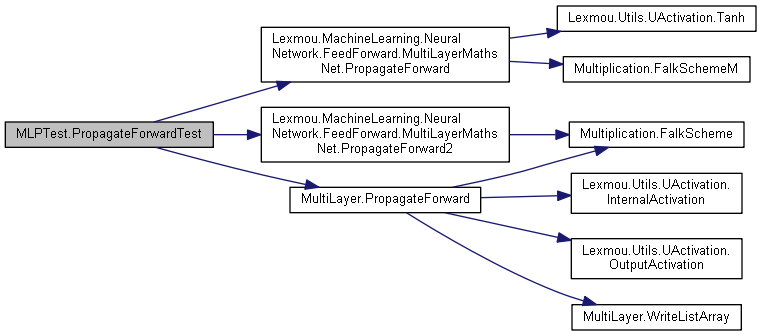 MLPTest.PropagateForwardTest
Lexmou.MachineLearning.Neural
Network.FeedForward.MultiLayerMaths
Net.PropagateForward
Lexmou.Utils.UActivation.Tanh
Multiplication.FalkSchemeM
Lexmou.MachineLearning.Neural
Network.FeedForward.MultiLayerMaths
Net.PropagateForward2
Multiplication.FalkScheme
MultiLayer.PropagateForward
Lexmou.Utils.UActivation.
InternalActivation
Lexmou.Utils.UActivation.
OutputActivation
MultiLayer.WriteListArray